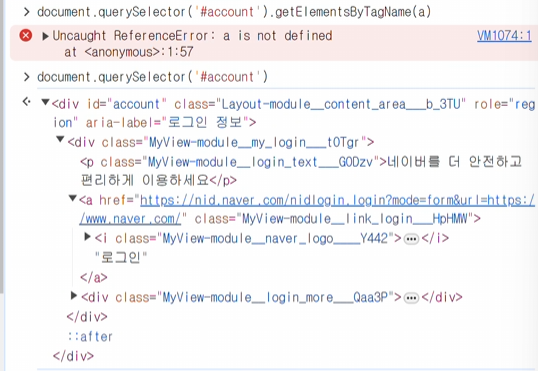 > document.querySelector('#account').getElementsByTagName(a)
▶Uncaught ReferenceError: a is not defined VM1074:1
at <anonymous>:1:57
> document.querySelector('#account')
<div id="account" class="Layout-module__content_area___b_3TU" role="reg
ion" aria-label="로그인 정보">
▼<div class="MyView-module__my_login___tOTgr">
<p class="MyView-module__login_text___GODzv">네이버를 더 안전하고
편리하게 이용하세요</p>
▼<a href="https://nid.naver.com/nidlogin.login?mode=form&url=https:/
/www.naver.com/" class="MyView-module__link_login___HpHMW">
▶<i class="MyView-module__naver_logo____Y442">…</i>
"로그인"
</a>
▶<div class="MyView-module__login_more___Qaa3P">…</div>
</div>
::after
</div>